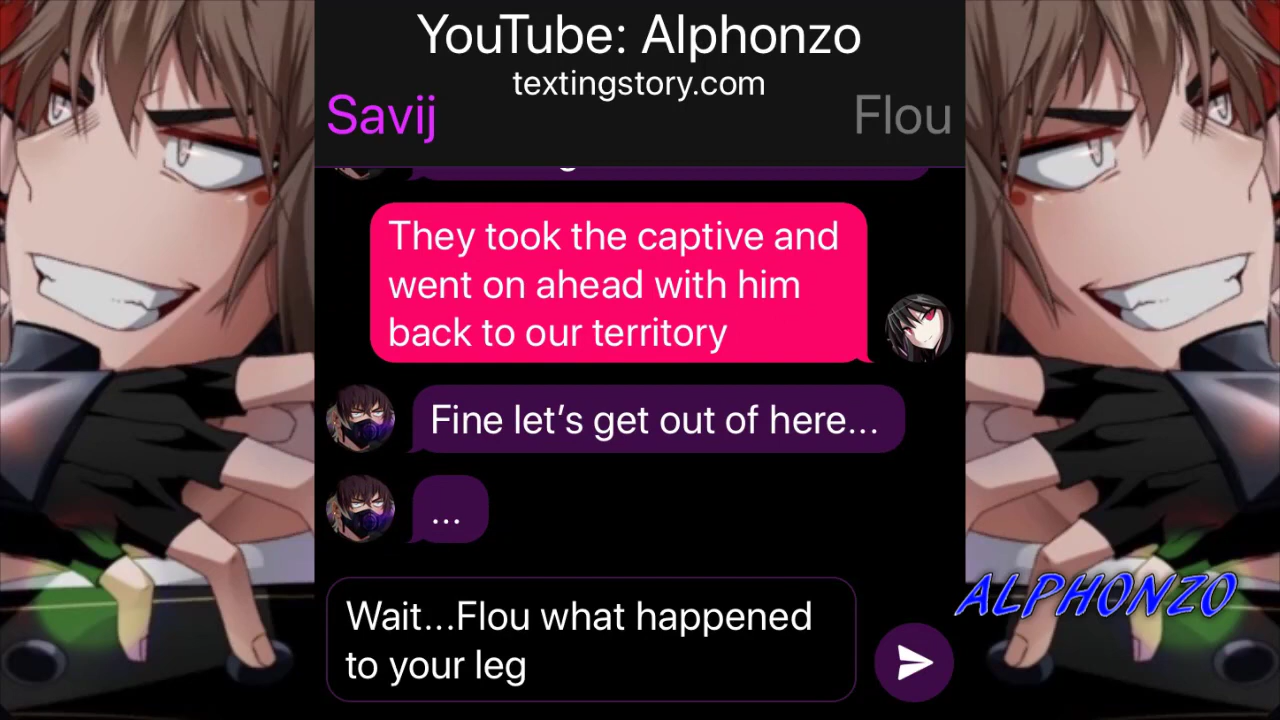 YouTube: Alphonzo
textingstory.com
Savij
Flou
They took the captive and
went on ahead with him
back to our territory
Fine let’s get out of here...
...
Wait...Flou what happened
to your leg
ALPHONZO